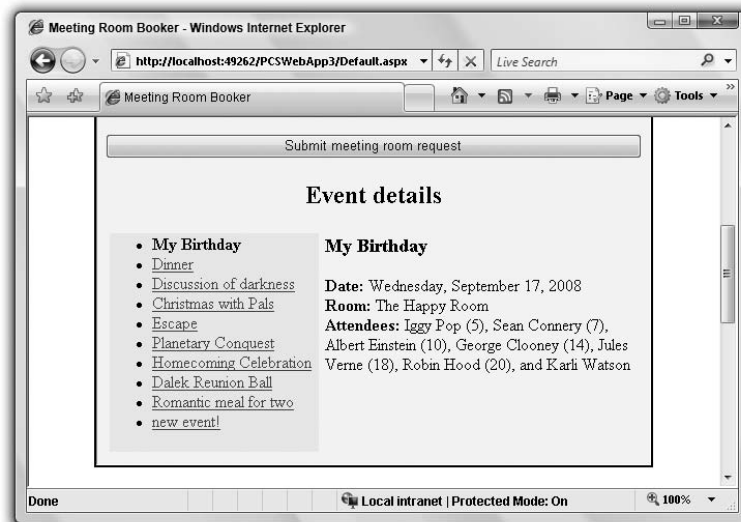 Meeting Room Booker - Windows Internet Explorer
http://localhost:49262/PCSWebApp3/Default.aspx
Live Search
Meeting Room Booker
Page
Tools
Submit meeting room request
Event details
My Birthday
Dinner
Discussion of darkness
Christmas with Pals
Escape
Planetary Conquest
Homecoming Celebration
Dalek Reunion Ball
Romantic meal for two
new event!
My Birthday
Date: Wednesday, September 17, 2008
Room: The Happy Room
Attendees: Iggy Pop (5), Sean Connery (7),
Albert Einstein (10), George Clooney (14), Jules
Verne (18), Robin Hood (20), and Karli Watson
Done
Local intranet | Protected Mode: On
100%